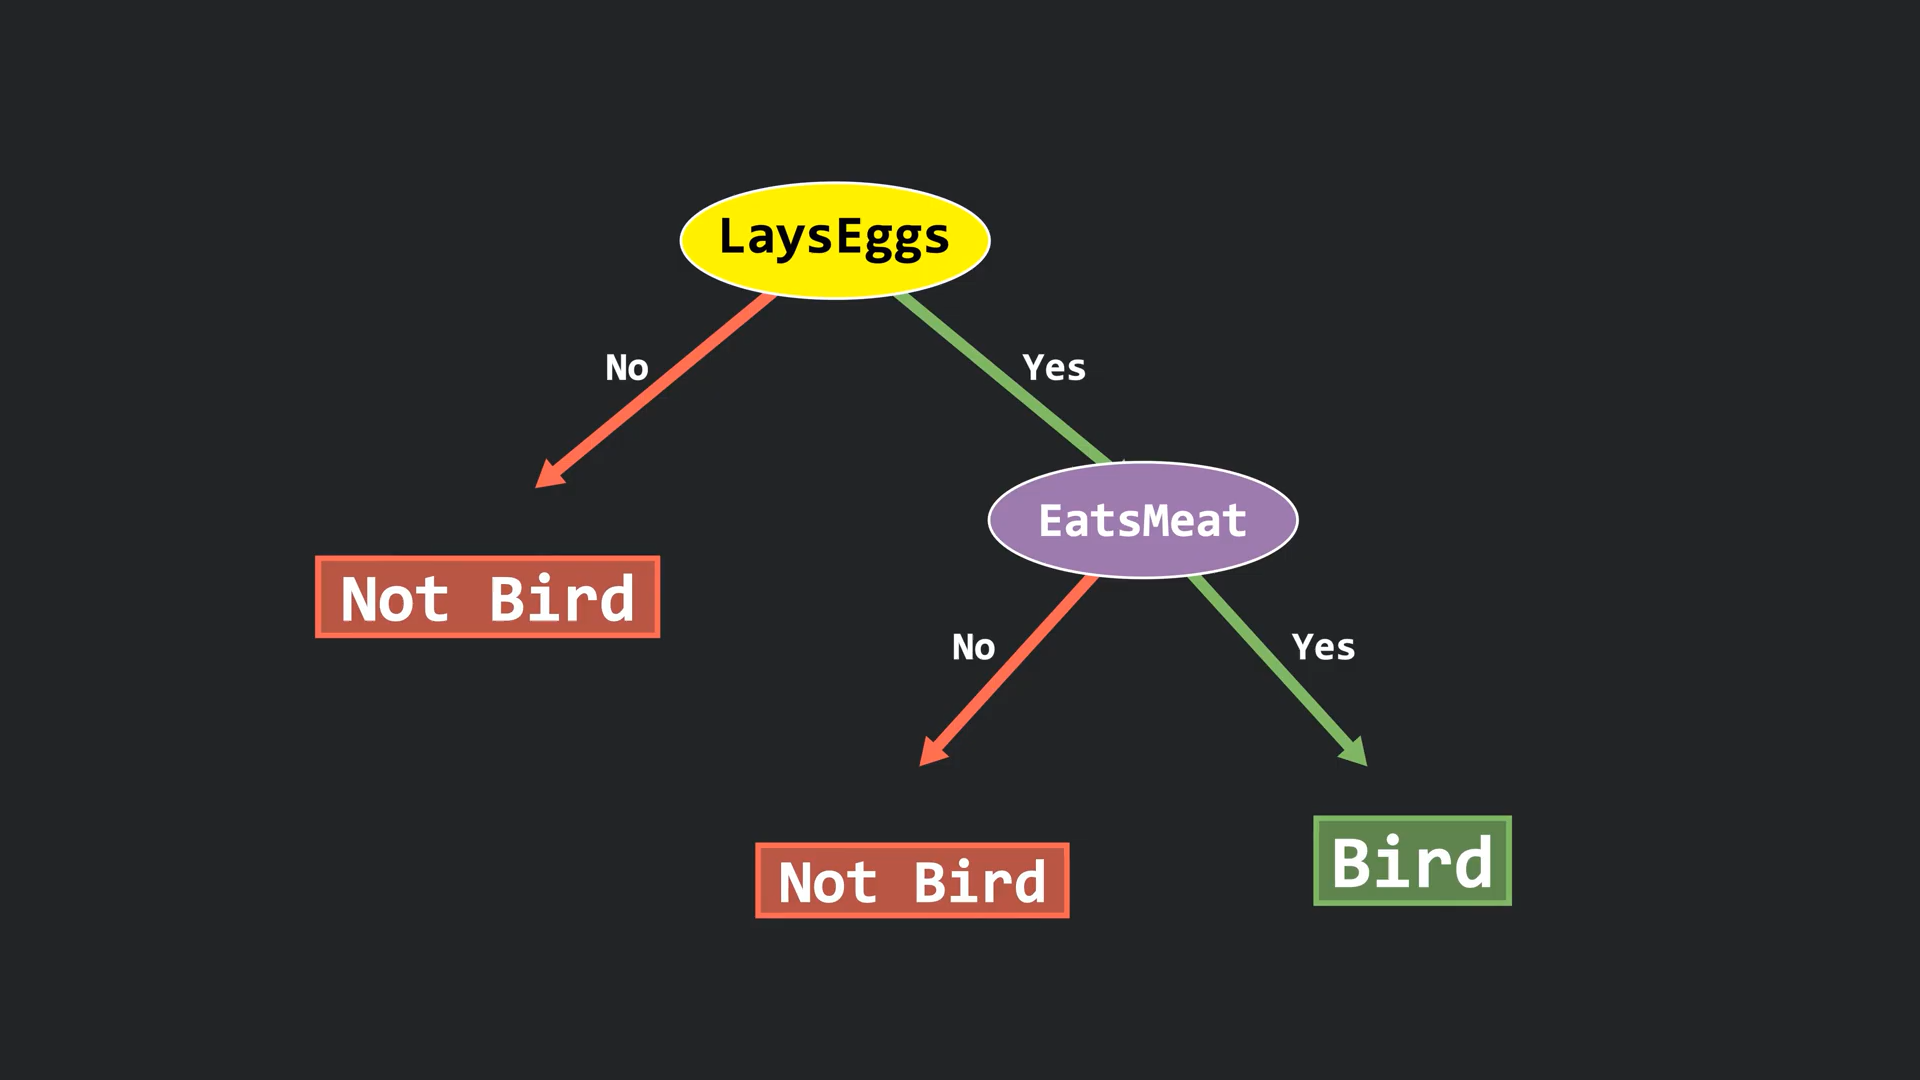 LaysEggs
No
Yes
EatsMeat
Not Bird
No
Yes
Not Bird
Bird